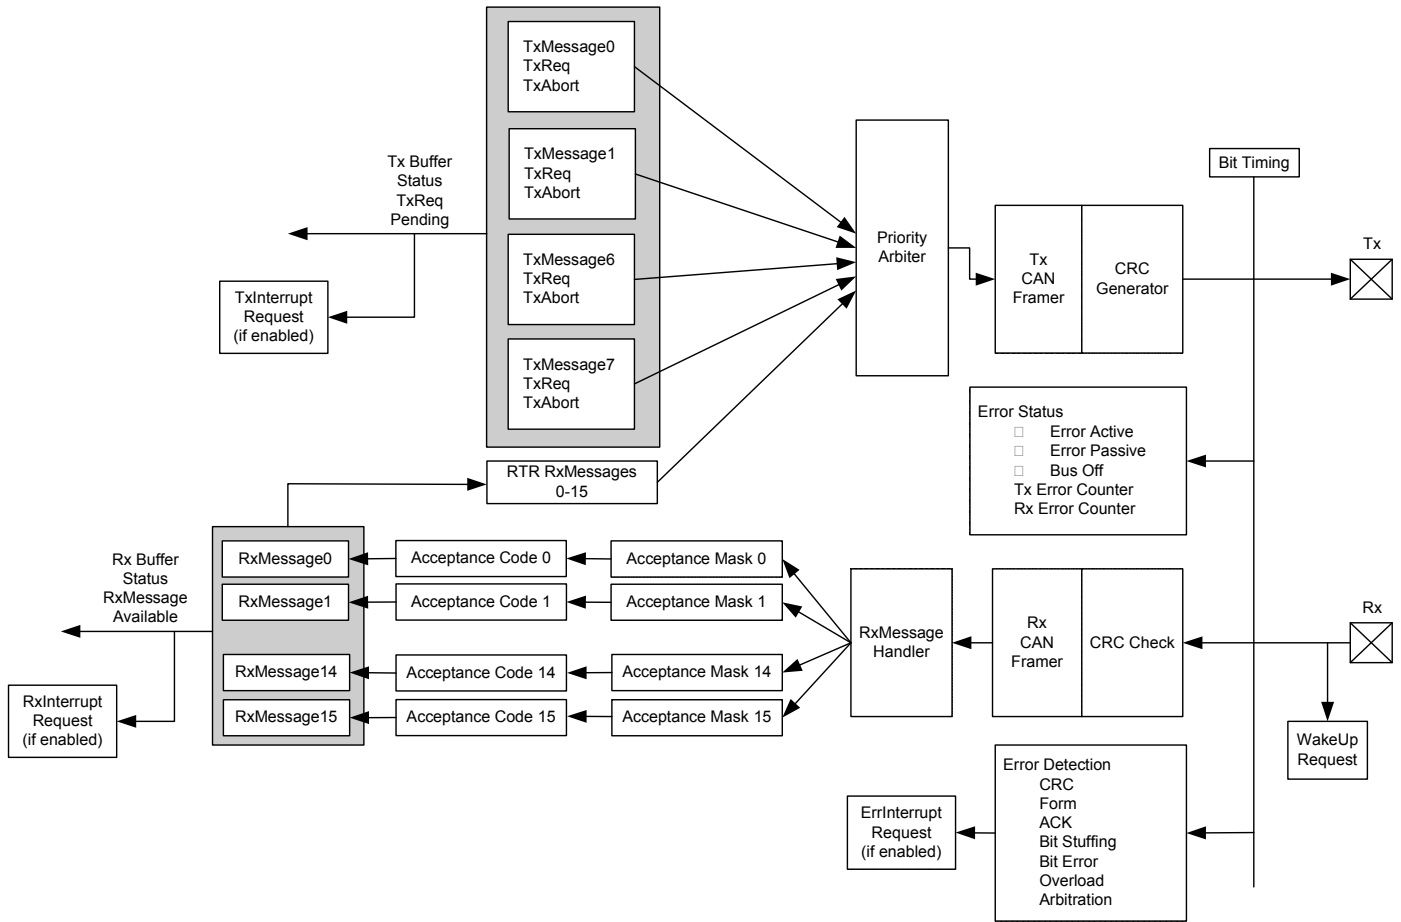 TxMessage0
TxReq
TxAbort
TxMessage1
TxReq
TxAbort
TxMessage6
TxReq
TxAbort
TxMessage7
TxReq
TxAbort
Tx Buffer
Status
TxReq
Pending
TxInterrupt
Request
(if enabled)
Priority
Arbiter
Tx
CAN
Framer
CRC
Generator
Bit Timing
Tx
Error Status
Error Active
Error Passive
Bus Off
Tx Error Counter
Rx Error Counter
RTR RxMessages
0-15
Rx Buffer
Status
RxMessage
Available
RxInterrupt
Request
(if enabled)
RxMessage0
Acceptance Code 0
Acceptance Mask 0
RxMessage1
Acceptance Code 1
Acceptance Mask 1
RxMessage14
Acceptance Code 14
Acceptance Mask 14
RxMessage15
Acceptance Code 15
Acceptance Mask 15
RxMessage
Handler
Rx
CAN
Framer
CRC Check
Rx
WakeUp
Request
ErrInterrupt
Request
(if enabled)
Error Detection
CRC
Form
ACK
Bit Stuffing
Bit Error
Overload
Arbitration